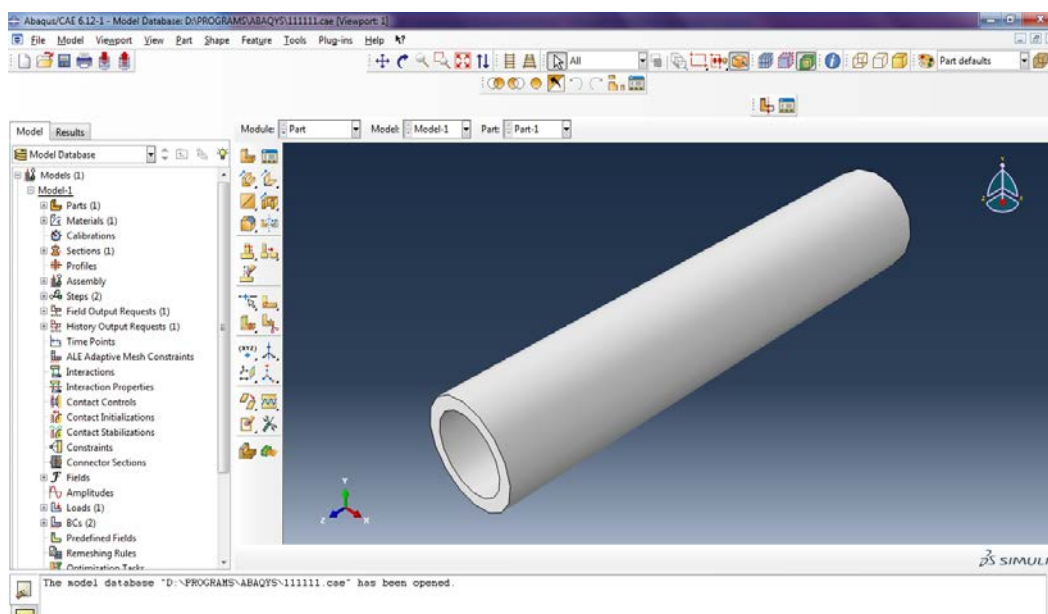 Abaqus/CAE 6.12-1 - Model Database: D:\PROGRAMS\ABAQYS\111111.cae [Viewport: 1]
File Model Viewport View Part Shape Feature Tools Plug-ins Help
All
Part defaults
Model Results
Module: Part Model: Model-1 Part: Part-1
Model Database
Models (1)
Model-1
Parts (1)
Materials (1)
Calibrations
Sections (1)
Profiles
Assembly
Steps (2)
Field Output Requests (1)
History Output Requests (1)
Time Points
ALE Adaptive Mesh Constraints
Interactions
Interaction Properties
Contact Controls
Contact Initializations
Contact Stabilizations
Constraints
Connector Sections
Fields
Amplitudes
Loads (1)
BCs (2)
Predefined Fields
Remeshing Rules
Optimization Tasks
(XYZ)
Y
Z
X
SIMULI
The model database "D:\PROGRAMS\ABAQYS\111111.cae" has been opened.